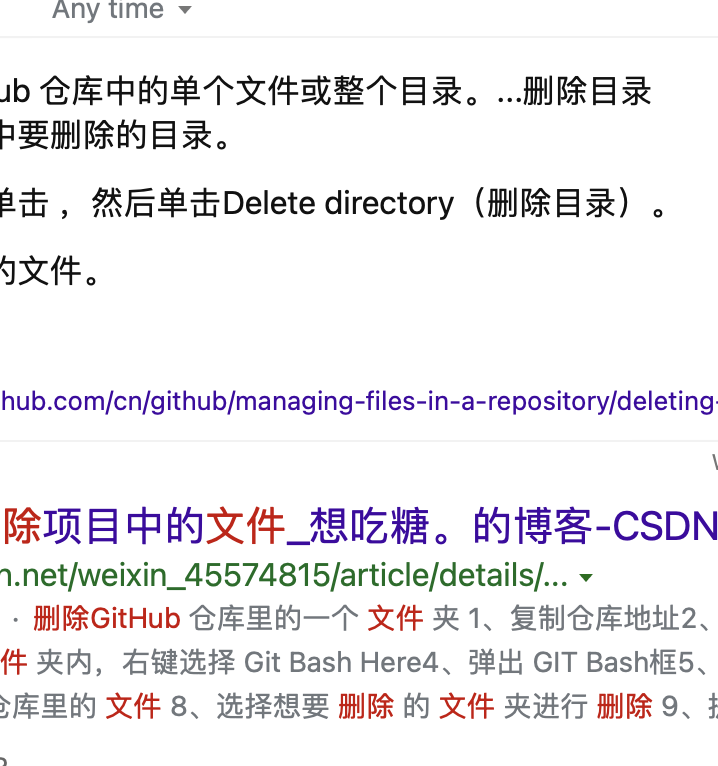 Any time
ub 仓库中的单个文件或整个目录。...删除目录
中要删除的目录。
单击 ，然后单击Delete directory（删除目录）。
的文件。
hub.com/cn/github/managing-files-in-a-repository/deleting-
除项目中的文件_想吃糖。的博客-CSDN
n.net/weixin_45574815/article/details/...
· 删除GitHub 仓库里的一个 文件 夹 1、复制仓库地址2、
件 夹内，右键选择 Git Bash Here4、弹出 GIT Bash框5、
仓库里的 文件 8、选择想要 删除 的 文件 夹进行 删除 9、